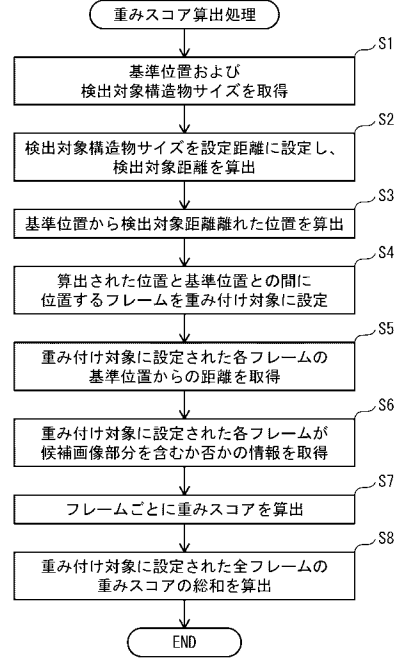 重みスコア算出処理
S1
基準位置および
検出対象構造物サイズを取得
S2
検出対象構造物サイズを設定距離に設定し、
検出対象距離を算出
S3
基準位置から検出対象距離離れた位置を算出
S4
算出された位置と基準位置との間に
位置するフレームを重み付け対象に設定
S5
重み付け対象に設定された各フレームの
基準位置からの距離を取得
S6
重み付け対象に設定された各フレームが
候補画像部分を含むか否かの情報を取得
S7
フレームごとに重みスコアを算出
S8
重み付け対象に設定された全フレームの
重みスコアの総和を算出
END